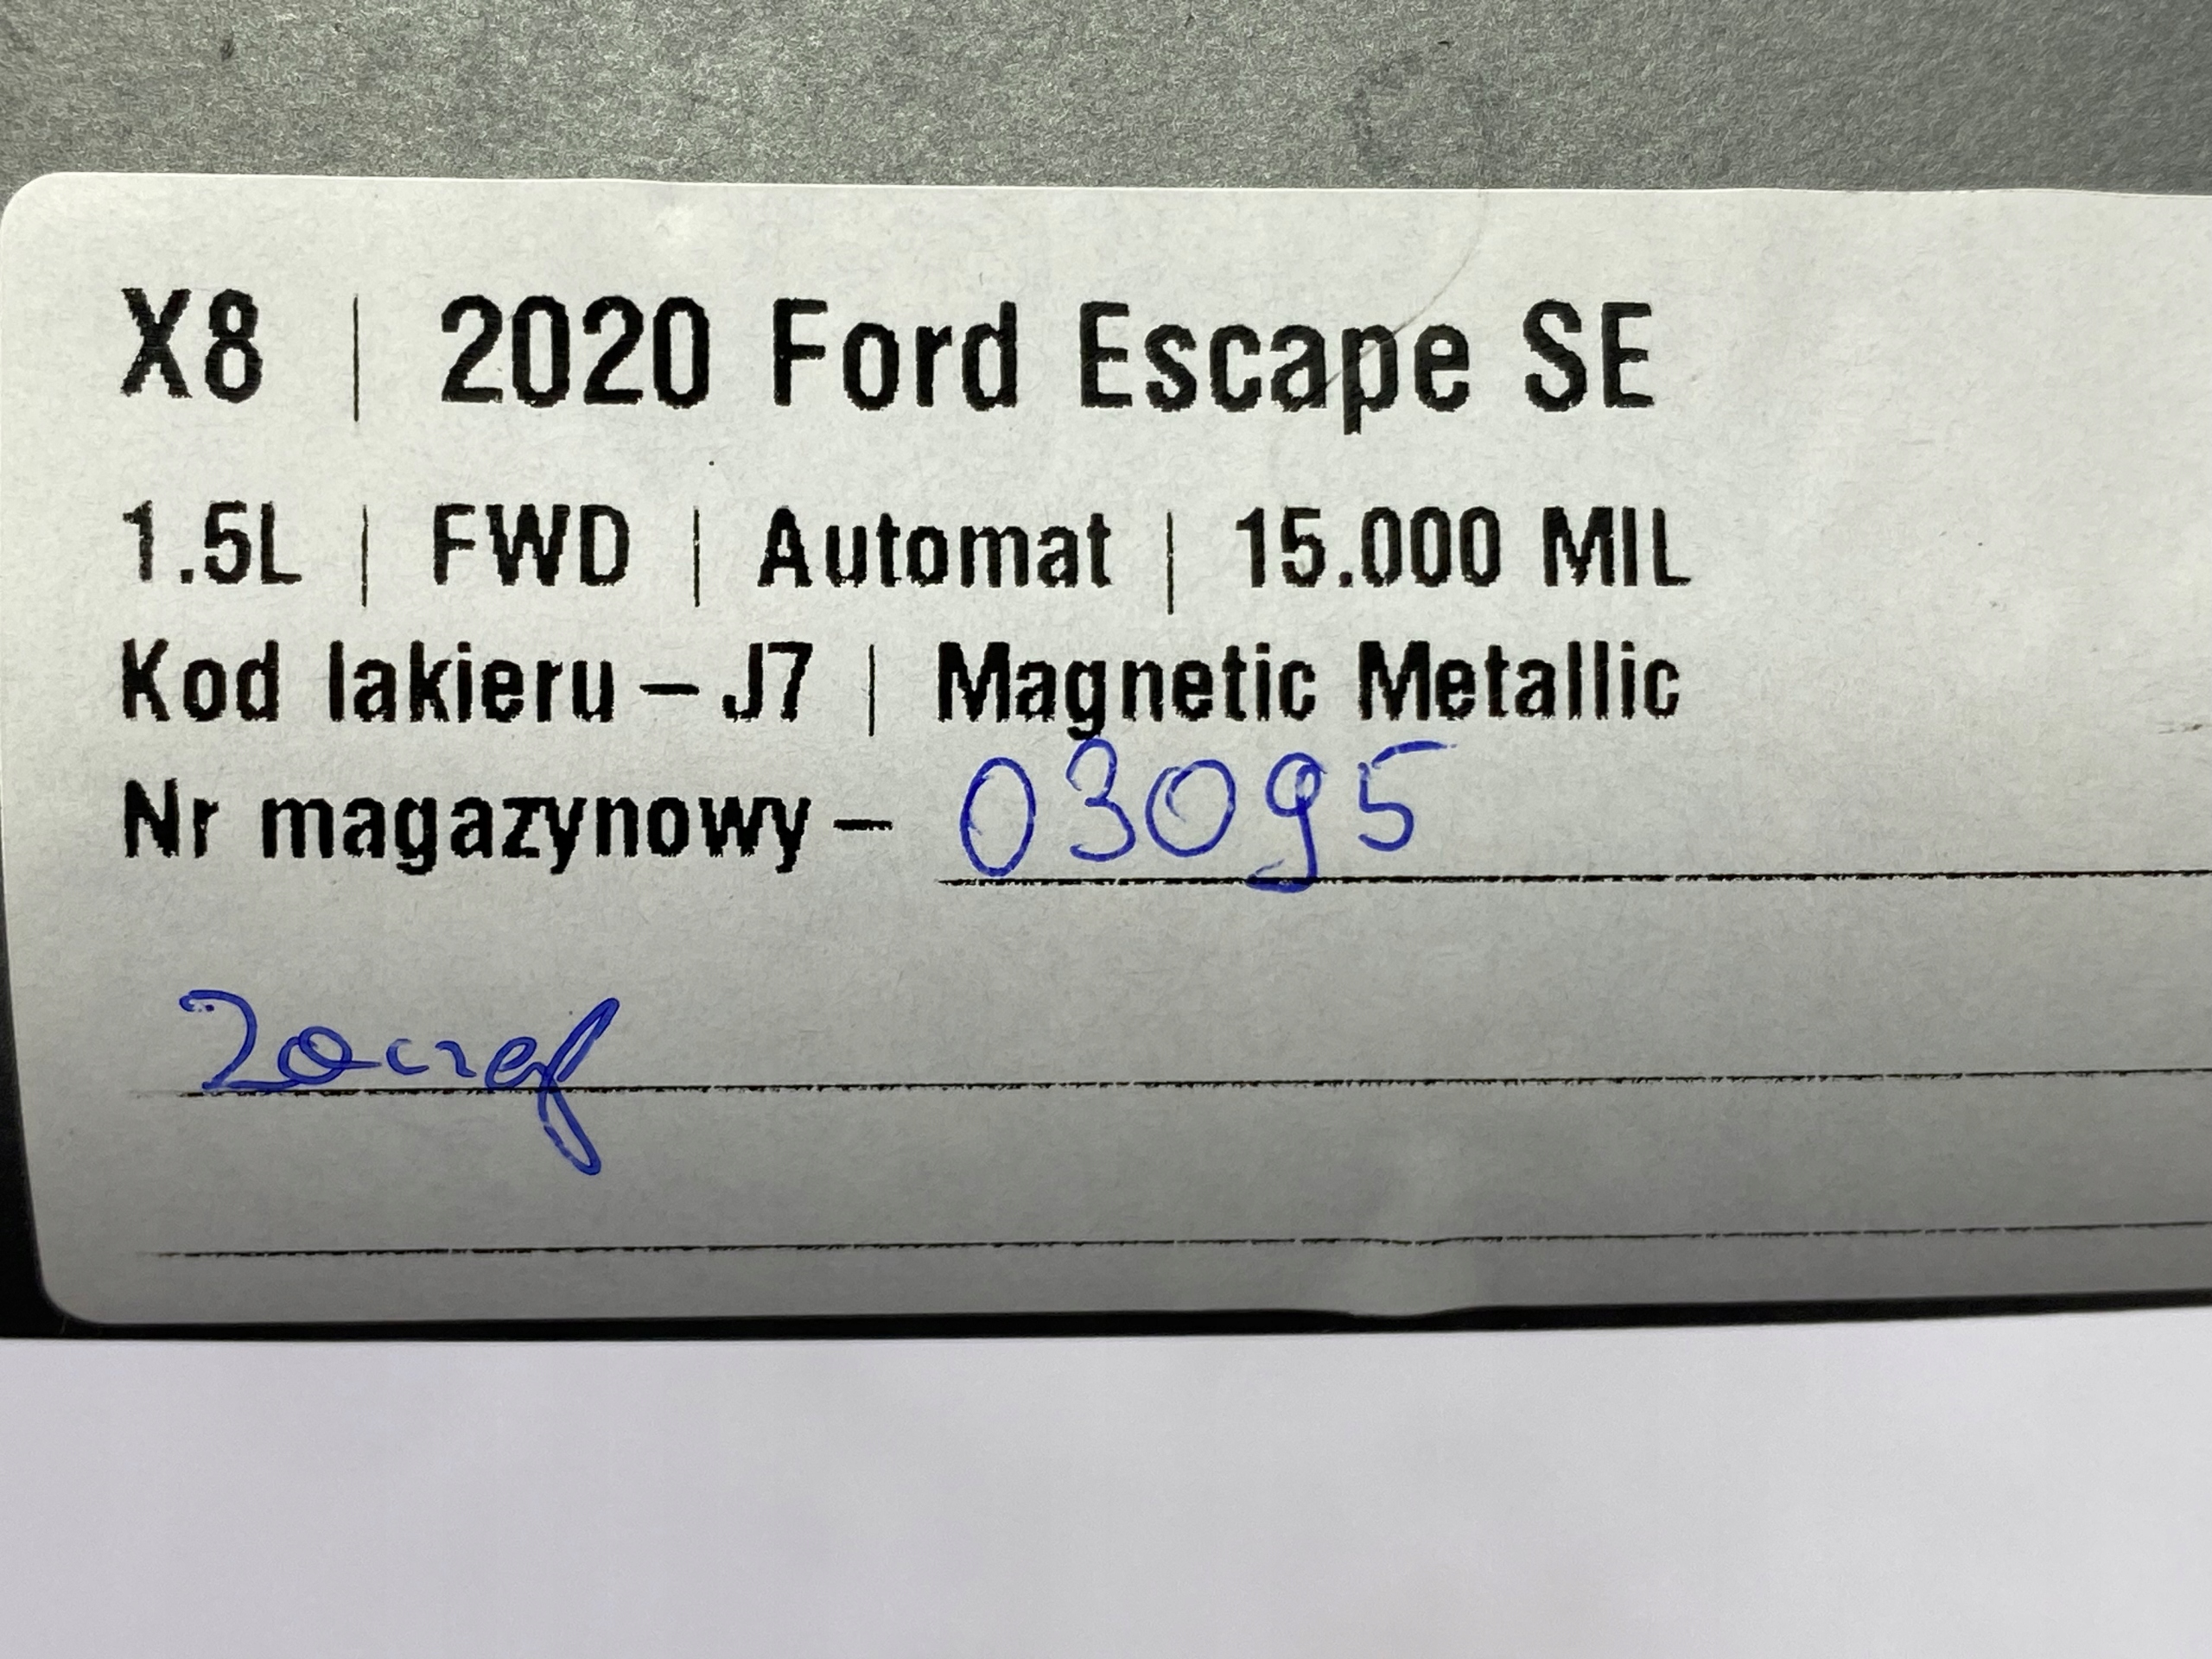 X8 | 2020 Ford Escape SE
1.5L | FWD | Automat | 15.000 MIL
Kod lakieru – J7 | Magnetic Metallic
Nr magazynowy – 03095